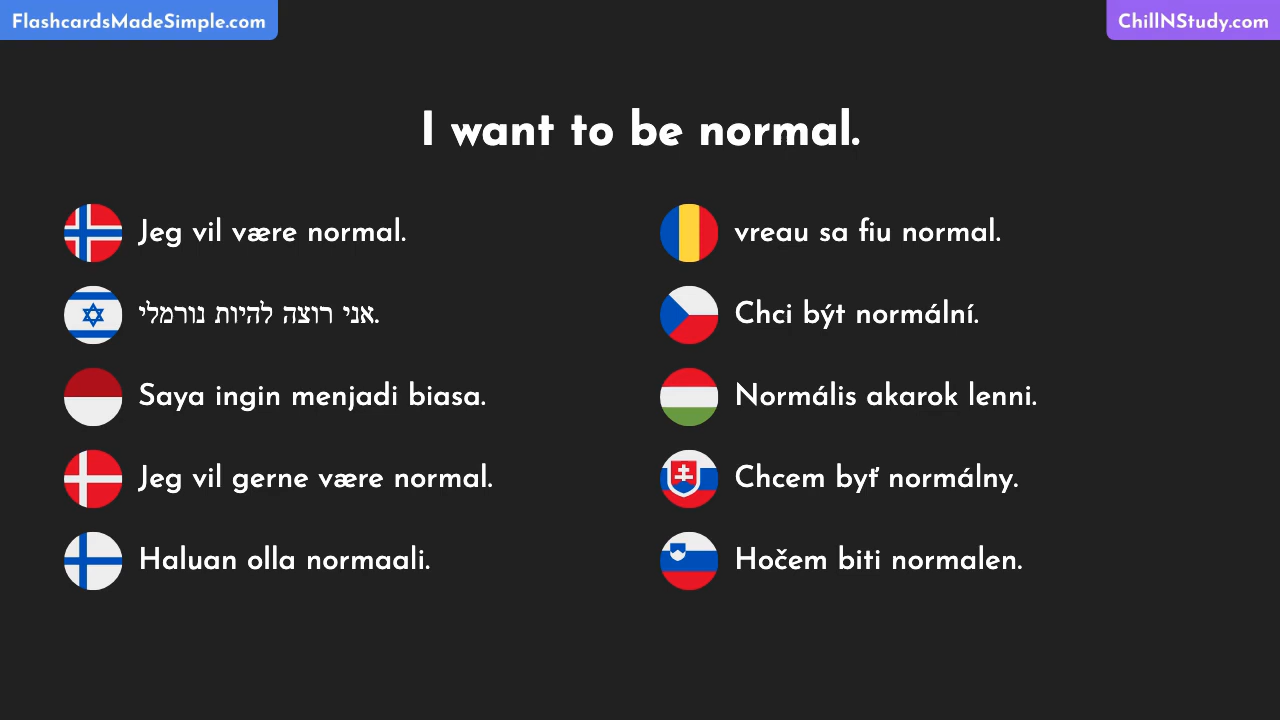 FlashcardsMadeSimple.com
ChillNStudy.com
I want to be normal.
Jeg vil være normal.
אני רוצה להיות נורמלי.
Saya ingin menjadi biasa.
Jeg vil gerne være normal.
Haluan olla normaali.
vreau sa fiu normal.
Chci být normální.
Normális akarok lenni.
Chcem byť normálny.
Hočem biti normalen.